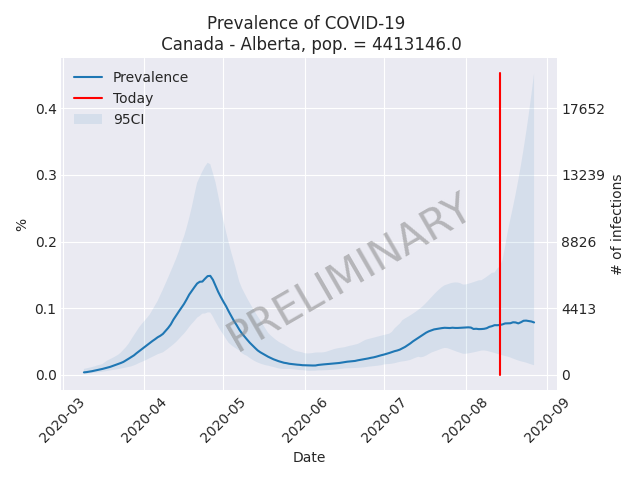 Prevalence of COVID-19
Canada - Alberta, pop. = 4413146.0
Prevalence
Today
95CI
0.4
0.3
0.2
0.1
0.0
%
17652
13239
8826
4413
0
# of infections
PRELIMINARY
2020-03
2020-04
2020-05
2020-06
2020-07
2020-08
2020-09
Date